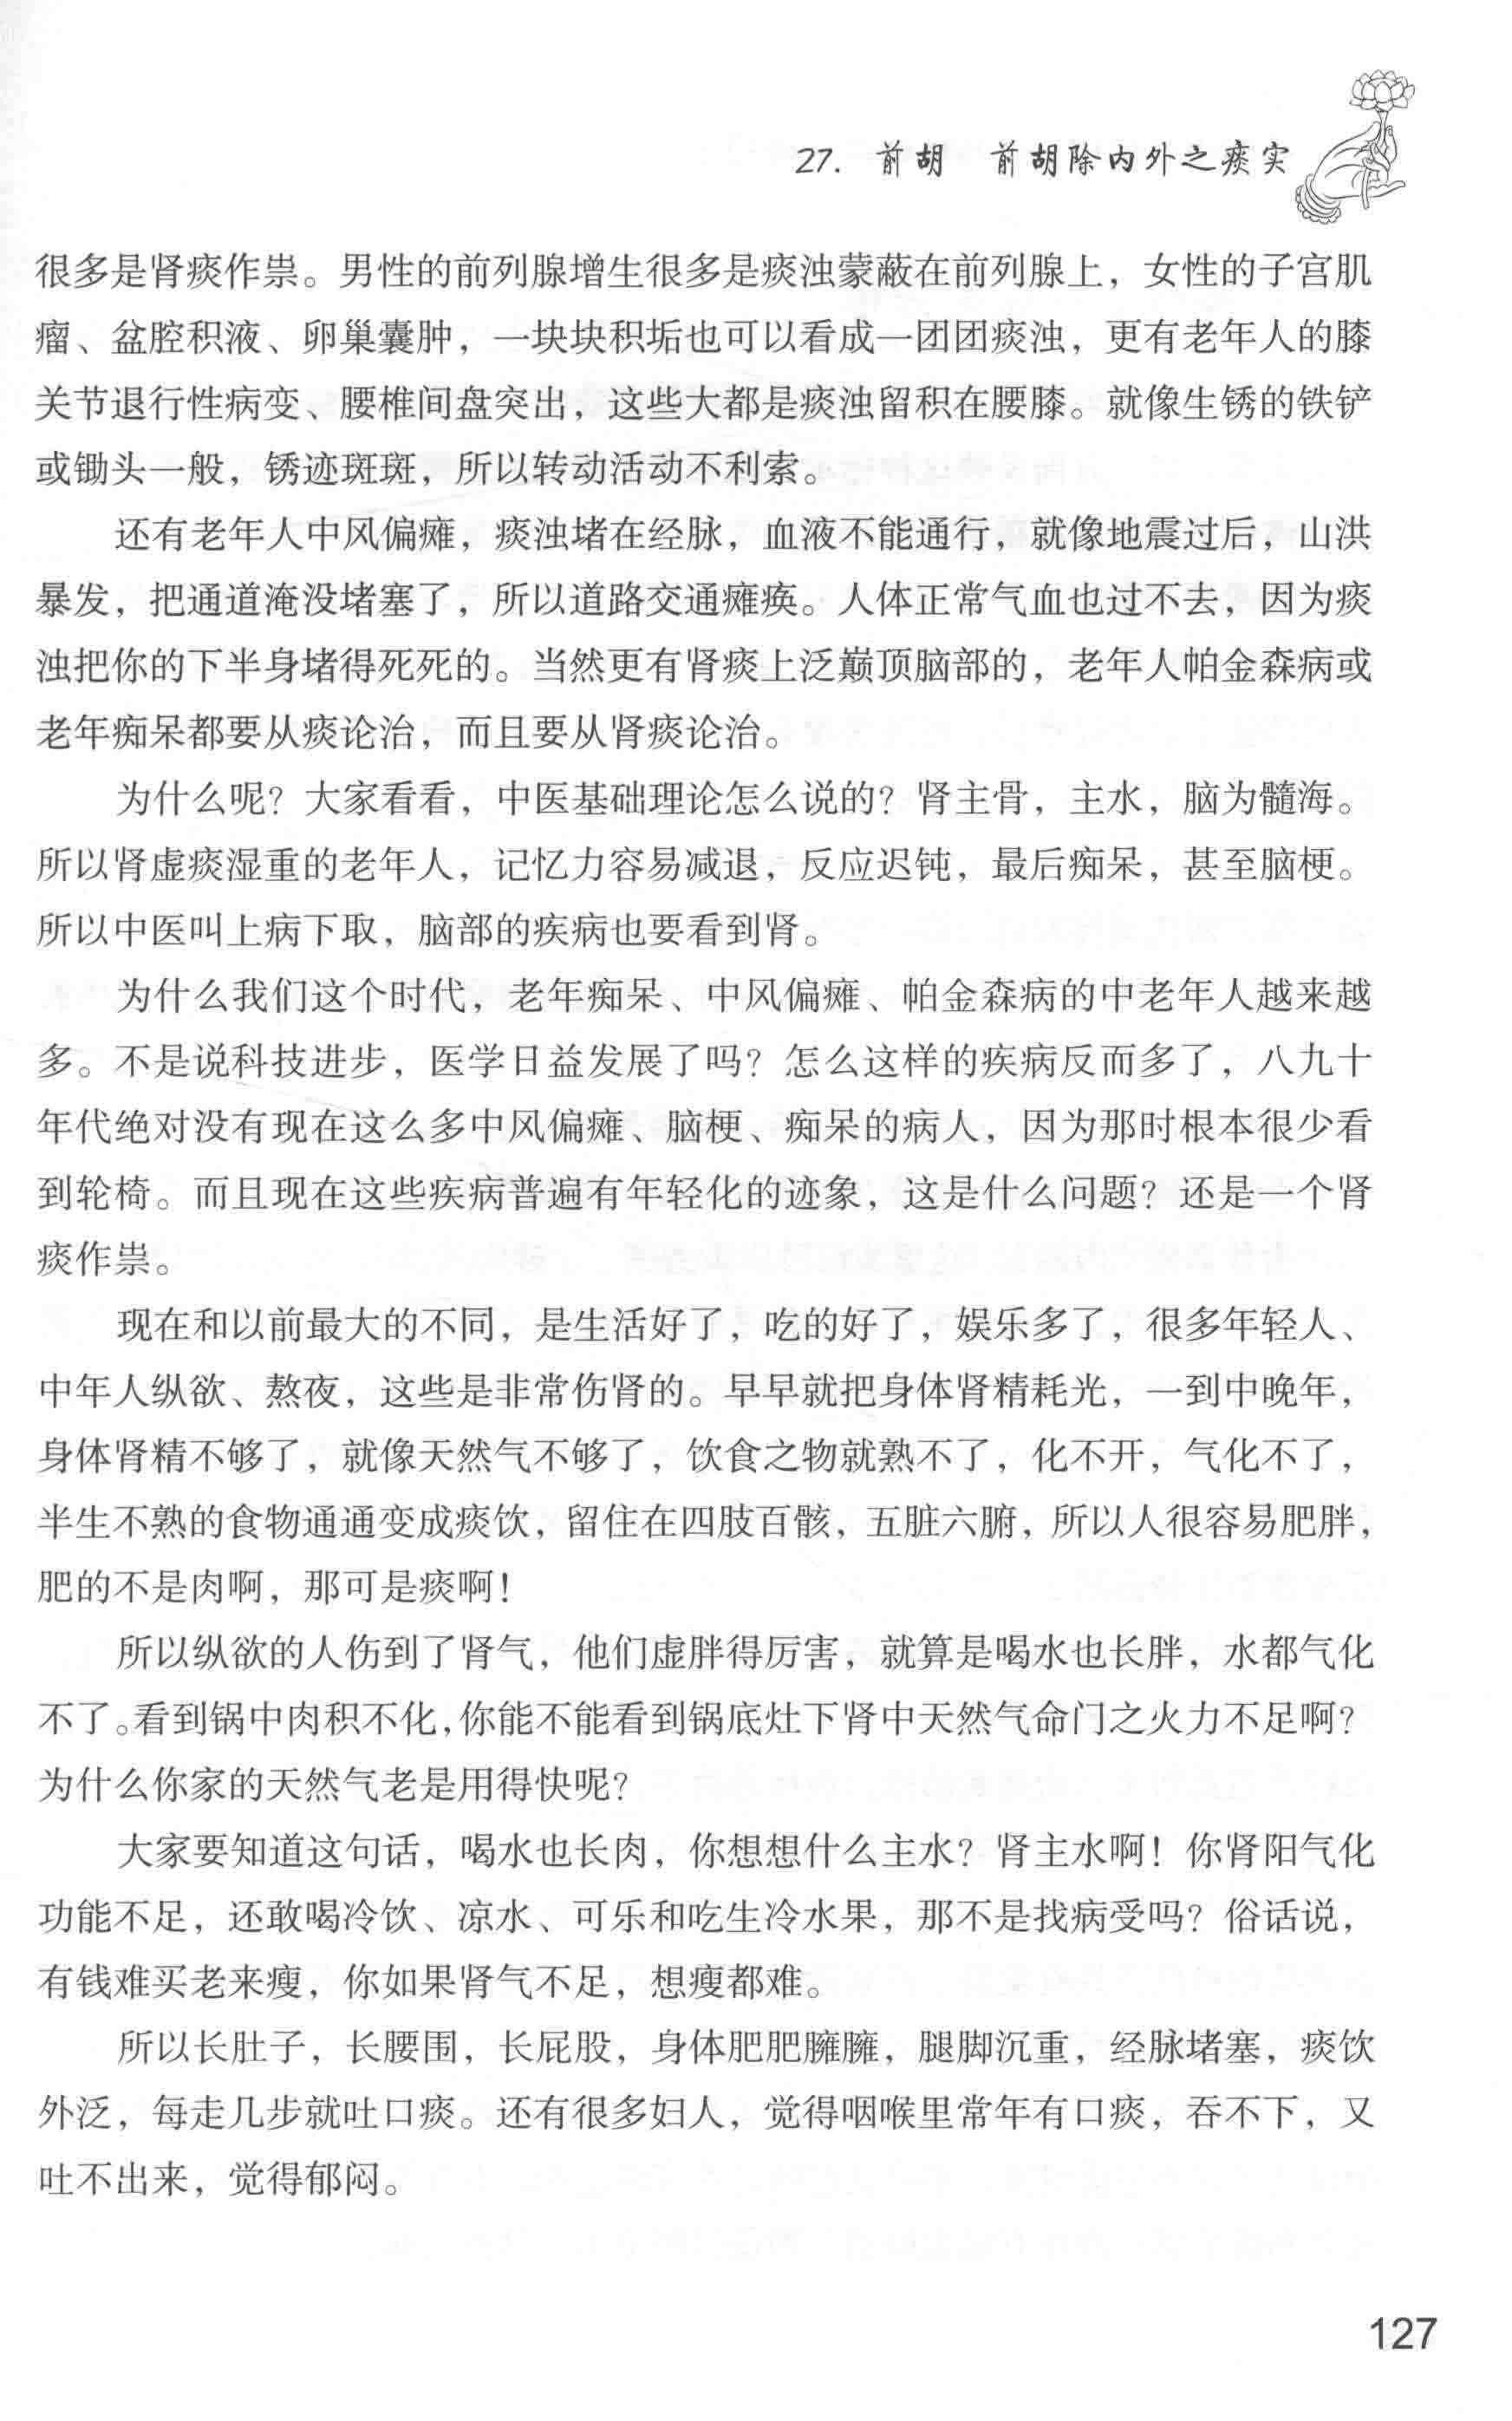 27. 前胡　前胡除内外之痰实
很多是肾痰作祟。男性的前列腺增生很多是痰浊蒙蔽在前列腺上，女性的子宫肌
瘤、盆腔积液、卵巢囊肿，一块块积垢也可以看成一团团痰浊，更有老年人的膝
关节退行性病变、腰椎间盘突出，这些大都是痰浊留积在腰膝。就像生锈的铁铲
或锄头一般，锈迹斑斑，所以转动活动不利索。
还有老年人中风偏瘫，痰浊堵在经脉，血液不能通行，就像地震过后，山洪
暴发，把通道淹没堵塞了，所以道路交通瘫痪。人体正常气血也过不去，因为痰
浊把你的下半身堵得死死的。当然更有肾痰上泛巅顶脑部的，老年人帕金森病或
老年痴呆都要从痰论治，而且要从肾痰论治。
为什么呢？大家看看，中医基础理论怎么说的？肾主骨，主水，脑为髓海。
所以肾虚痰湿重的老年人，记忆力容易减退，反应迟钝，最后痴呆，甚至脑梗。
所以中医叫上病下取，脑部的疾病也要看到肾。
为什么我们这个时代，老年痴呆、中风偏瘫、帕金森病的中老年人越来越
多。不是说科技进步，医学日益发展了吗？怎么这样的疾病反而多了，八九十
年代绝对没有现在这么多中风偏瘫、脑梗、痴呆的病人，因为那时根本很少看
到轮椅。而且现在这些疾病普遍有年轻化的迹象，这是什么问题？还是一个肾
痰作祟。
现在和以前最大的不同，是生活好了，吃的好了，娱乐多了，很多年轻人、
中年人纵欲、熬夜，这些是非常伤肾的。早早就把身体肾精耗光，一到中晚年，
身体肾精不够了，就像天然气不够了，饮食之物就熟不了，化不开，气化不了，
半生不熟的食物通通变成痰饮，留住在四肢百骸，五脏六腑，所以人很容易肥胖，
肥的不是肉啊，那可是痰啊！
所以纵欲的人伤到了肾气，他们虚胖得厉害，就算是喝水也长胖，水都气化
不了。看到锅中肉积不化，你能不能看到锅底灶下肾中天然气命门之火力不足啊？
为什么你家的天然气老是用得快呢？
大家要知道这句话，喝水也长肉，你想想什么主水？肾主水啊！你肾阳气化
功能不足，还敢喝冷饮、凉水、可乐和吃生冷水果，那不是找病受吗？俗话说，
有钱难买老来瘦，你如果肾气不足，想瘦都难。
所以长肚子，长腰围，长屁股，身体肥肥臃臃，腿脚沉重，经脉堵塞，痰饮
外泛，每走几步就吐口痰。还有很多妇人，觉得咽喉里常年有口痰，吞不下，又
吐不出来，觉得郁闷。
127